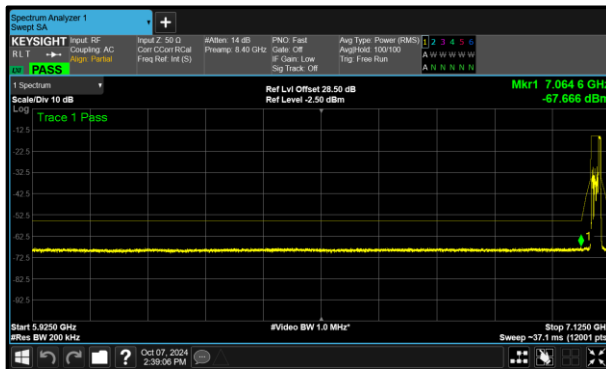 Spectrum Analyzer 1
Swept SA
+
KEYSIGHT
RLT
PASS
Input: RF
Coupling: AC
Align: Partial
Input Z: 50 Ω
Corr CCorr RCal
Freq Ref: Int (S)
#Atten: 14 dB
Preamp: 8.40 GHz
PNO: Fast
Gate: Off
IF Gain: Low
Sig Track: Off
Avg Type: Power (RMS)
Avg|Hold: 100/100
Trig: Free Run
1 2 3 4 5 6
A W W W W W
A N N N N N
1 Spectrum
Scale/Div 10 dB
Ref Lvl Offset 28.50 dB
Ref Level -2.50 dBm
Mkr1 7.064 6 GHz
-67.666 dBm
Log
Trace 1 Pass
-12.5
-22.5
-32.5
-42.5
-52.5
-62.5
-72.5
-82.5
-92.5
1
Start 5.9250 GHz
#Res BW 200 kHz
#Video BW 1.0 MHz*
Stop 7.1250 GHz
Sweep ~37.1 ms (12001 pts)
?
Oct 07, 2024
2:39:06 PM